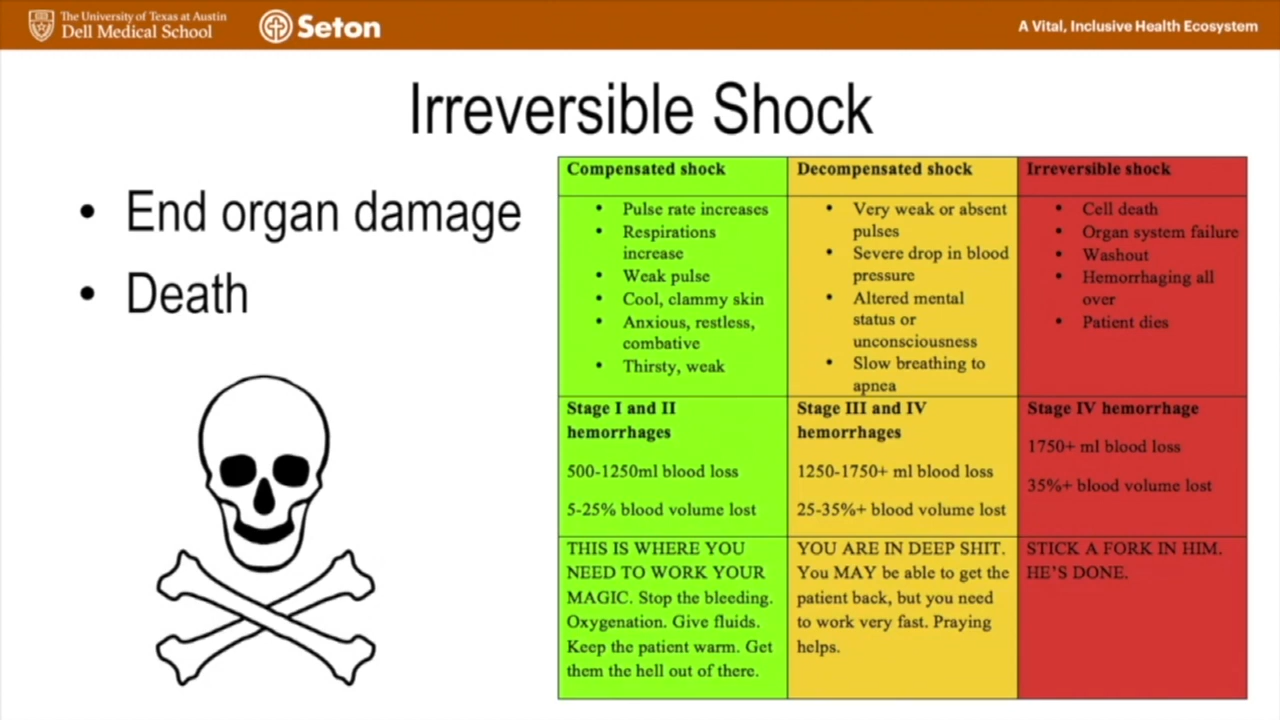 The University of Texas at Austin
Dell Medical School
Seton
A Vital, Inclusive Health Ecosystem
Irreversible Shock
• End organ damage
• Death
Compensated shock
• Pulse rate increases
• Respirations
increase
• Weak pulse
• Cool, clammy skin
• Anxious, restless,
combative
• Thirsty, weak
Stage I and II
hemorrhages
500-1250ml blood loss
5-25% blood volume lost
THIS IS WHERE YOU
NEED TO WORK YOUR
MAGIC. Stop the bleeding.
Oxygenation. Give fluids.
Keep the patient warm. Get
them the hell out of there.
Decompensated shock
• Very weak or absent
pulses
• Severe drop in blood
pressure
• Altered mental
status or
unconsciousness
• Slow breathing to
apnea
Stage III and IV
hemorrhages
1250-1750+ ml blood loss
25-35%+ blood volume lost
YOU ARE IN DEEP SHIT.
You MAY be able to get the
patient back, but you need
to work very fast. Praying
helps.
Irreversible shock
• Cell death
• Organ system failure
• Washout
• Hemorrhaging all
over
• Patient dies
Stage IV hemorrhage
1750+ ml blood loss
35%+ blood volume lost
STICK A FORK IN HIM.
HE'S DONE.